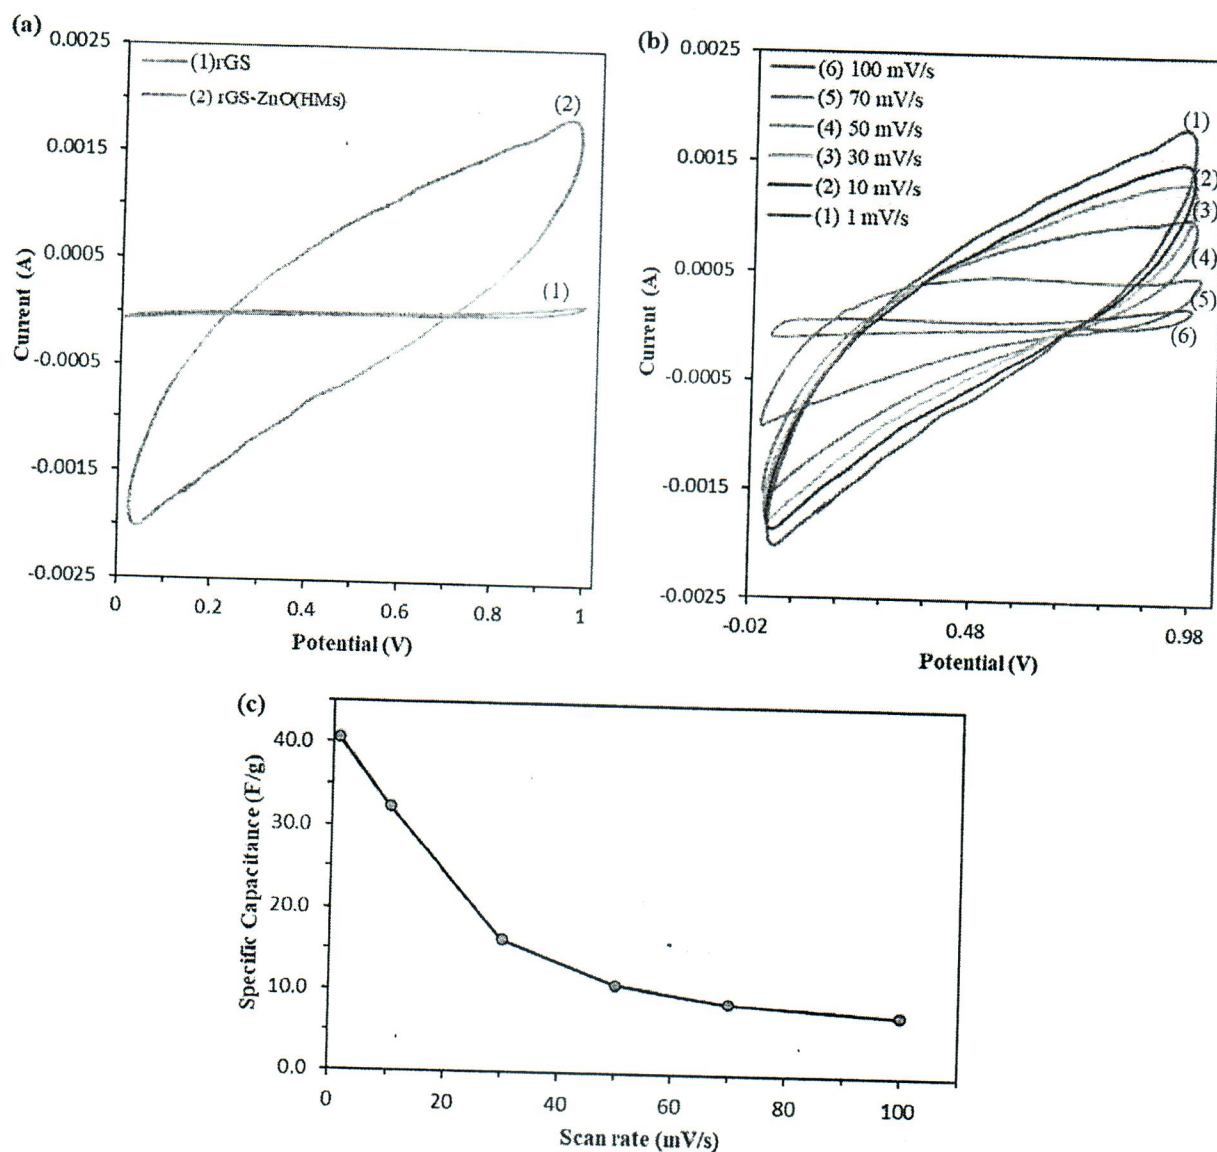 (a)
0.0025
0.0015
0.0005
-0.0005
-0.0015
-0.0025
Current (A)
(1)rGS
(2) rGS-ZnO(HMs)
(2)
(1)
0 0.2 0.4 0.6 0.8 1
Potential (V)
(b)
0.0025
0.0015
0.0005
-0.0005
-0.0015
-0.0025
Current (A)
(6) 100 mV/s
(5) 70 mV/s
(4) 50 mV/s
(3) 30 mV/s
(2) 10 mV/s
(1) 1 mV/s
(1)
(2)
(3)
(4)
(5)
(6)
-0.02 0.48 0.98
Potential (V)
(c)
40.0
30.0
20.0
10.0
0.0
Specific Capacitance (F/g)
0 20 40 60 80 100
Scan rate (mV/s)